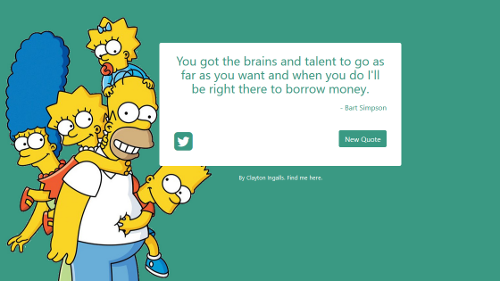 You got the brains and talent to go as
far as you want and when you do I'll
be right there to borrow money.
- Bart Simpson
New Quote
By Clayton Ingalls. Find me here.